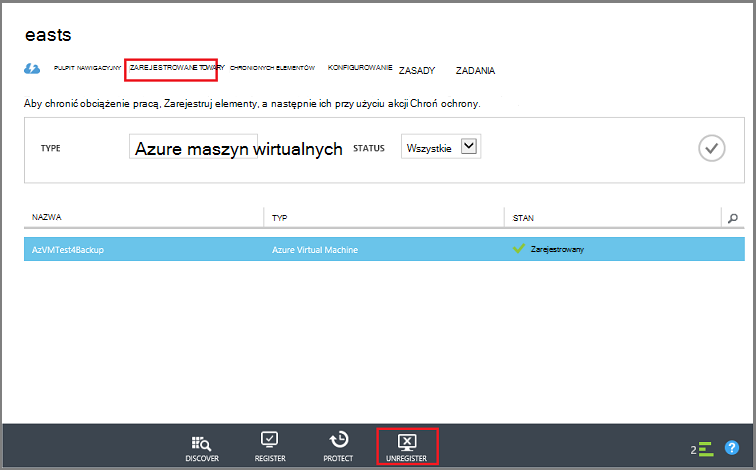 easts
PULPIT NAWIGACYJNY ZAREJESTROWANE TOWARY CHRONIONYCH ELEMENTÓW KONFIGUROWANIE ZASADY ZADANIA
Aby chronić obciążenie pracą, Zarejestruj elementy, a następnie ich przy użyciu akcji Chroń ochrony.
TYPE Azure maszyn wirtualnych STATUS Wszystkie
NAZWA TYP STAN
AzVMTest4Backup Azure Virtual Machine Zarejestrowany
DISCOVER REGISTER PROTECT UNREGISTER 2 ?